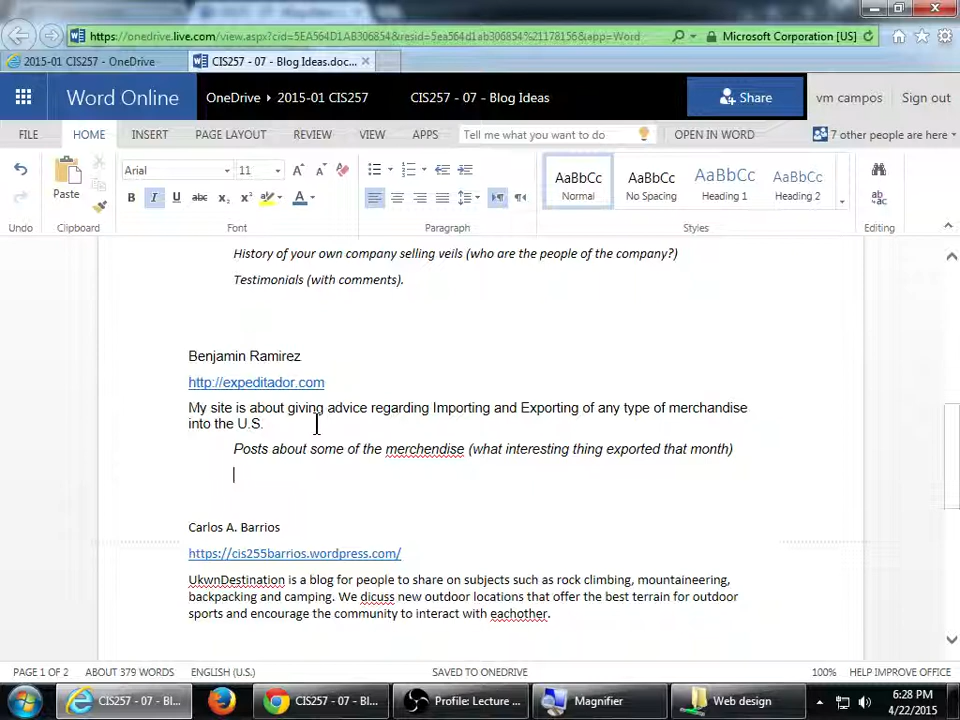 https://onedrive.live.com/view.aspx?cid=5EA564D1AB306854&resid=5ea564d1ab306854%21178156&app=Word
Microsoft Corporation [US]
2015-01 CIS257 - OneDrive
CIS257 - 07 - Blog Ideas.doc...
Word Online
OneDrive
2015-01 CIS257
CIS257 - 07 - Blog Ideas
Share
vm campos
Sign out
FILE
HOME
INSERT
PAGE LAYOUT
REVIEW
VIEW
APPS
Tell me what you want to do
OPEN IN WORD
7 other people are here
Arial
11
Paste
B I U abc x₂ x² A
AaBbCc
Normal
AaBbCc
No Spacing
AaBbCc
Heading 1
AaBbCc
Heading 2
Undo
Clipboard
Font
Paragraph
Styles
Editing
History of your own company selling veils (who are the people of the company?)
Testimonials (with comments).
Benjamin Ramirez
http://expeditador.com
My site is about giving advice regarding Importing and Exporting of any type of merchandise
into the U.S.
Posts about some of the merchendise (what interesting thing exported that month)
Carlos A. Barrios
https://cis255barrios.wordpress.com/
UkwnDestination is a blog for people to share on subjects such as rock climbing, mountaineering,
backpacking and camping. We dicuss new outdoor locations that offer the best terrain for outdoor
sports and encourage the community to interact with eachother.
PAGE 1 OF 2
ABOUT 379 WORDS
ENGLISH (U.S.)
SAVED TO ONEDRIVE
100%
HELP IMPROVE OFFICE
CIS257 - 07 - Bl...
CIS257 - 07 - Bl...
Profile: Lecture ...
Magnifier
Web design
6:28 PM
4/22/2015